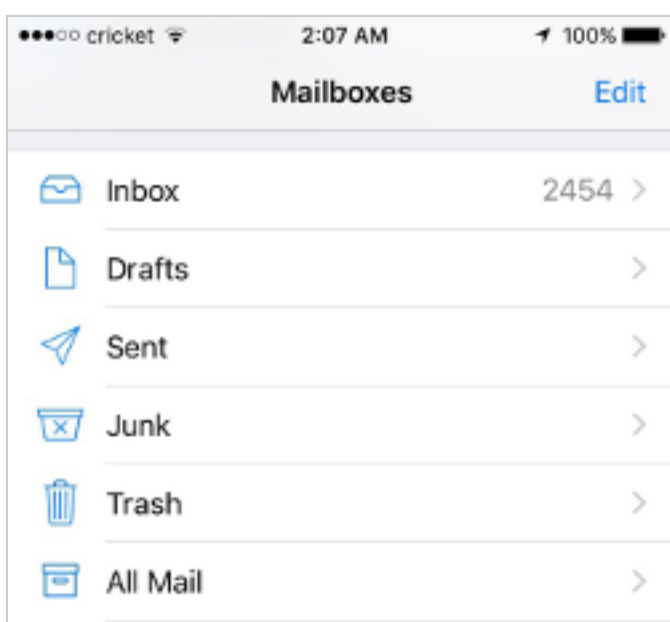 cricket 2:07 AM 100%
Mailboxes Edit
Inbox 2454
Drafts
Sent
Junk
Trash
All Mail